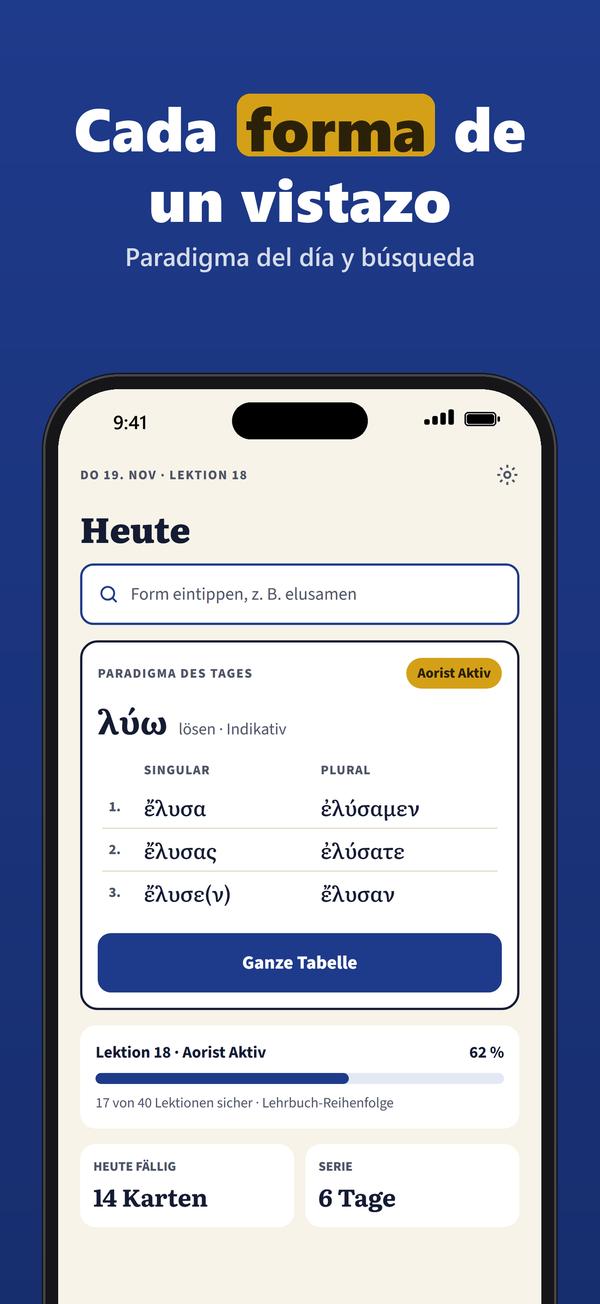 Cada forma de
un vistazo
Paradigma del día y búsqueda
9:41
DO 19. NOV · LEKTION 18
Heute
Form eintippen, z. B. elusamen
PARADIGMA DES TAGES
Aorist Aktiv
λύω lösen · Indikativ
SINGULAR PLURAL
1. ἔλυσα ἐλύσαμεν
2. ἔλυσας ἐλύσατε
3. ἔλυσε(ν) ἔλυσαν
Ganze Tabelle
Lektion 18 · Aorist Aktiv 62 %
17 von 40 Lektionen sicher · Lehrbuch-Reihenfolge
HEUTE FÄLLIG
14 Karten
SERIE
6 Tage